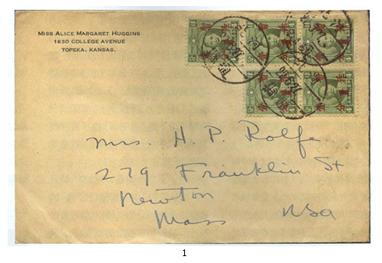 MISS ALICE MARGARET HUGGINS
1630 COLLEGE AVENUE
TOPEKA, KANSAS.
Mrs. H. P. Rolfe
279 Franklin St
Newton
Mass USA
1